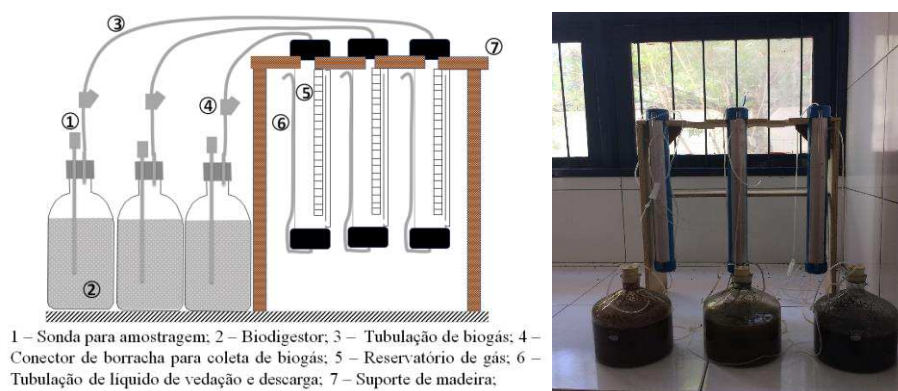 ③
⑦
④
⑤
①
⑥
②
1 – Sonda para amostragem; 2 – Biodigestor; 3 – Tubulação de biogás; 4 –
Conector de borracha para coleta de biogás; 5 – Reservatório de gás; 6 –
Tubulação de líquido de vedação e descarga; 7 – Suporte de madeira;